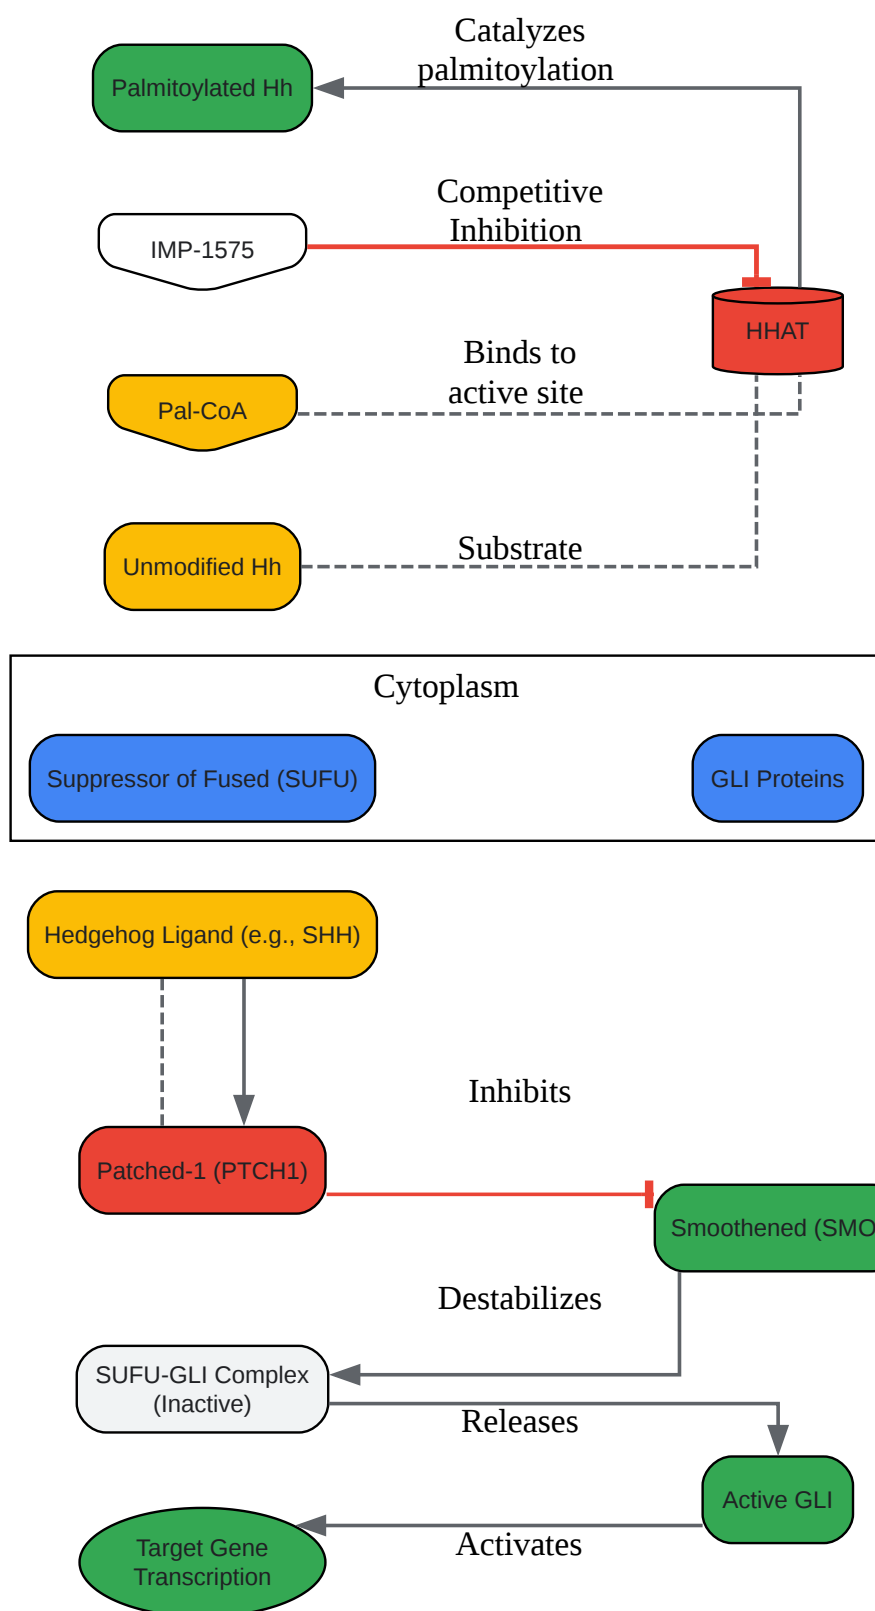 Catalyzes
palmitoylation
Palmitoylated Hh
Competitive
Inhibition
IMP-1575
HHAT
Binds to
active site
Pal-CoA
Substrate
Unmodified Hh
Cytoplasm
Suppressor of Fused (SUFU)
GLI Proteins
Hedgehog Ligand (e.g., SHH)
Inhibits
Patched-1 (PTCH1)
Smoothened (SMO
Destabilizes
SUFU-GLI Complex
(Inactive)
Releases
Active GLI
Activates
Target Gene
Transcription